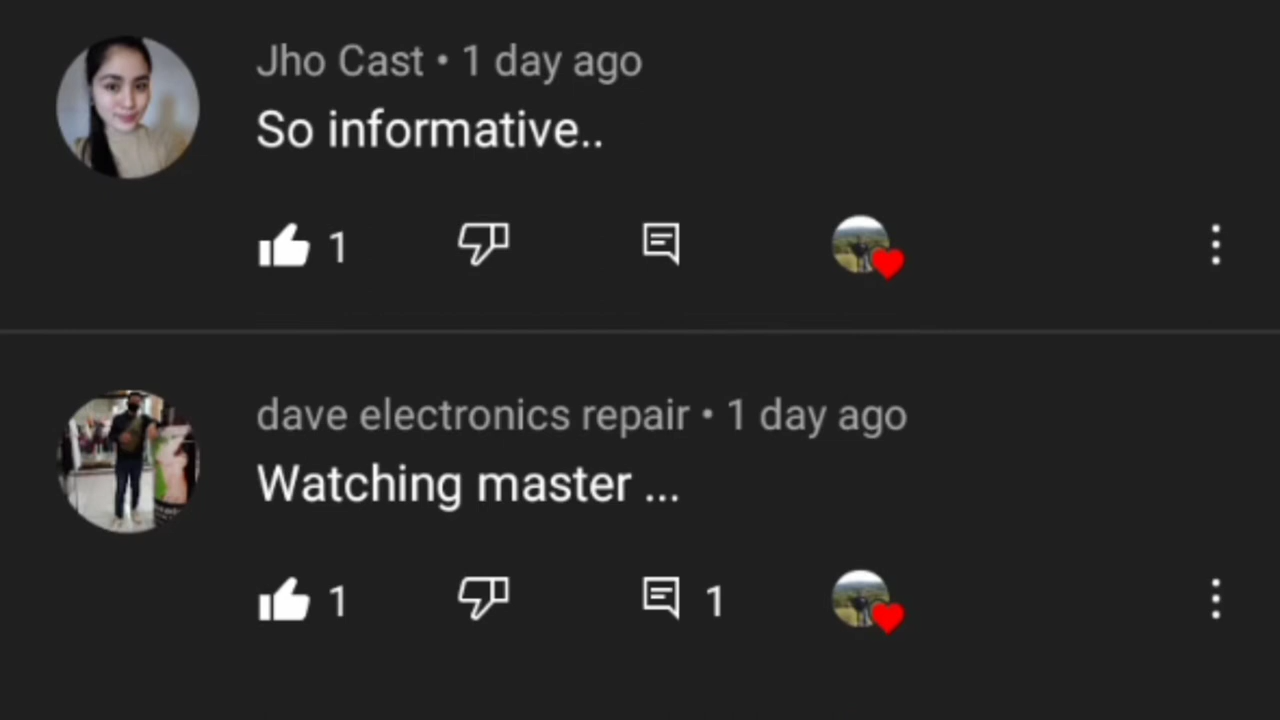 Jho Cast • 1 day ago
So informative..
1
dave electronics repair • 1 day ago
Watching master ...
1 1